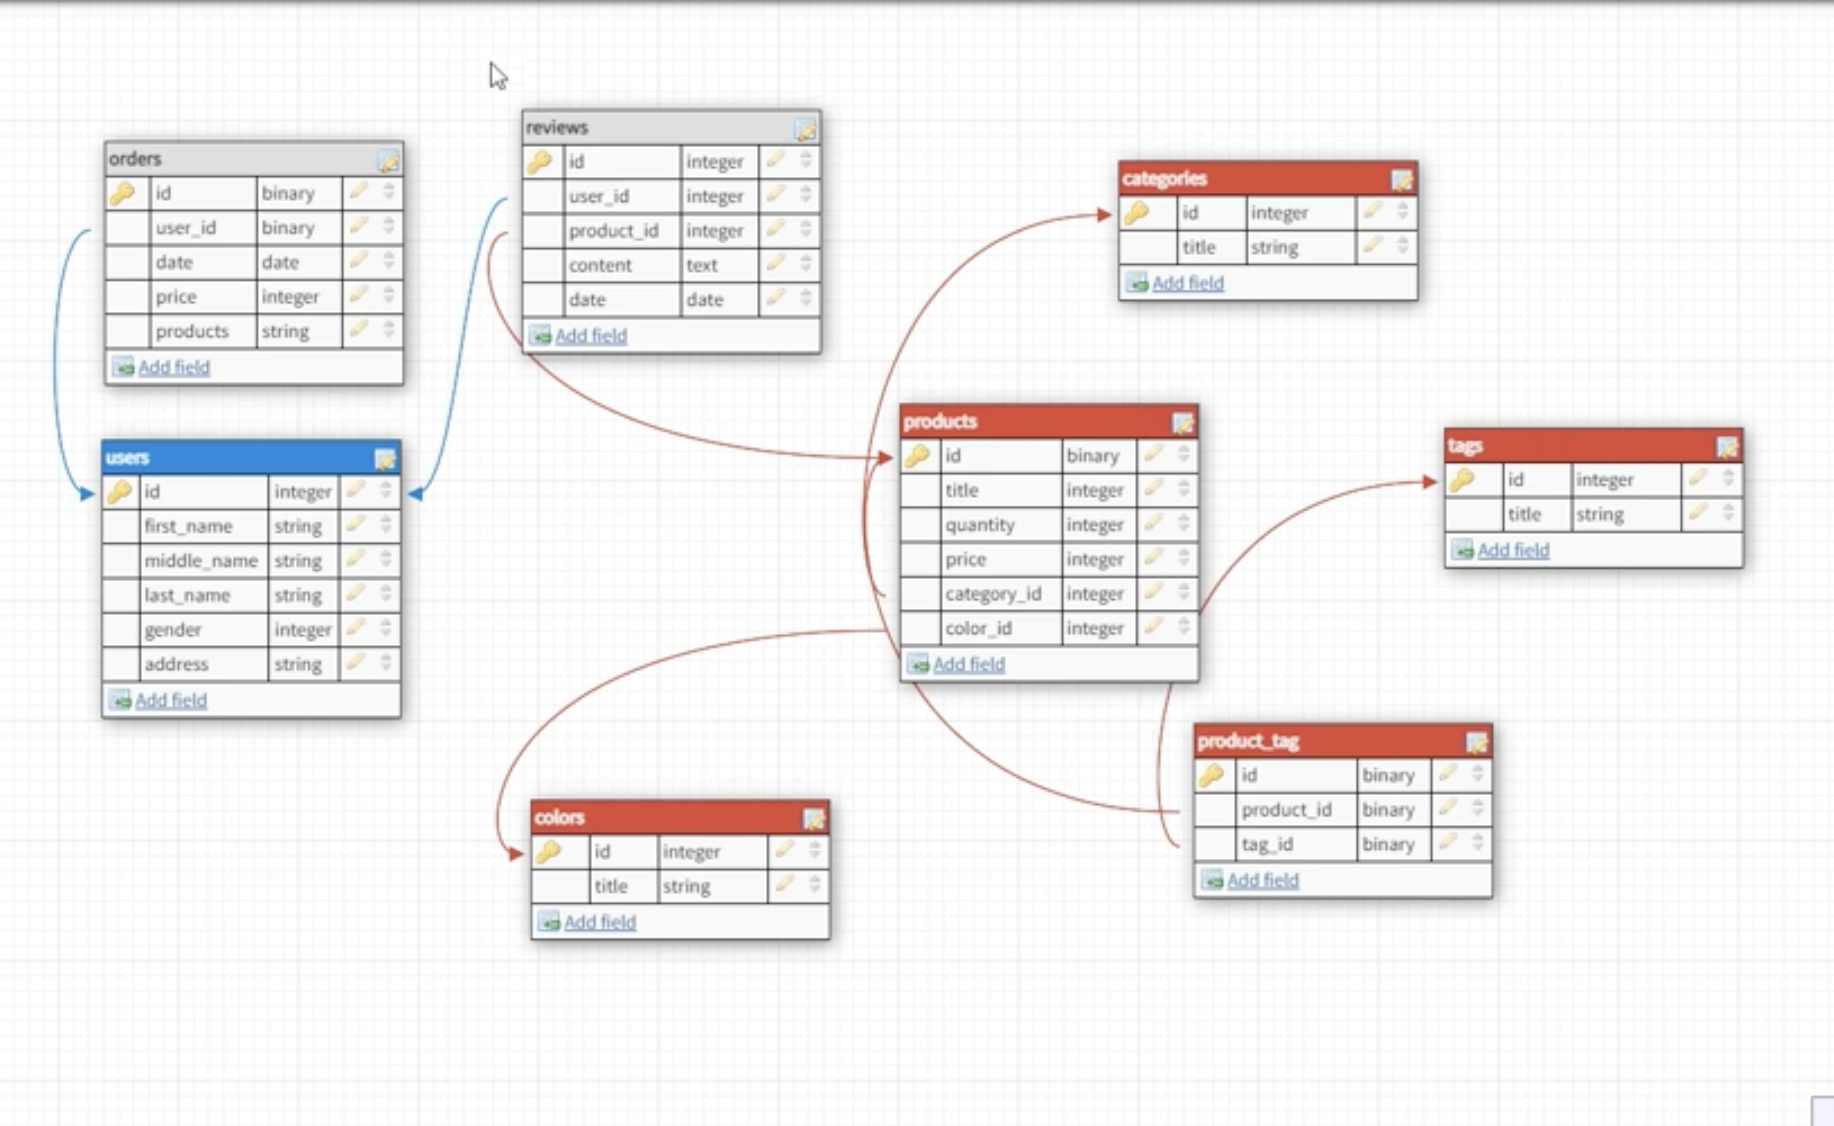 orders
id binary
user_id binary
date date
price integer
products string
Add field
reviews
id integer
user_id integer
product_id integer
content text
date date
Add field
categories
id integer
title string
Add field
users
id integer
first_name string
middle_name string
last_name string
gender integer
address string
Add field
products
id binary
title integer
quantity integer
price integer
category_id integer
color_id integer
Add field
tags
id integer
title string
Add field
colors
id integer
title string
Add field
product_tag
id binary
product_id binary
tag_id binary
Add field